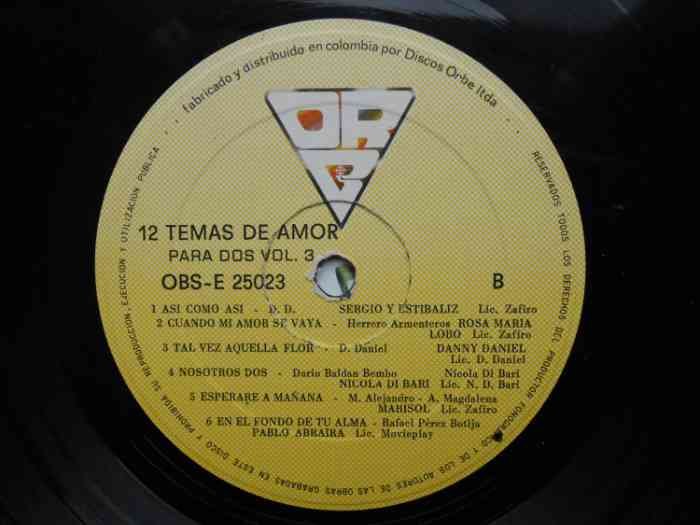 fabricado y distribuido en colombia por Discos Orbe ltda
ORBE
12 TEMAS DE AMOR
PARA DOS VOL. 3
OBS-E 25023 B
1 ASI COMO ASI - D. D. SERGIO Y ESTIBALIZ Lic. Zafiro
2 CUANDO MI AMOR SE VAYA - Herrero Armenteros ROSA MARIA
LOBO Lic. Zafiro
3 TAL VEZ AQUELLA FLOR - D. Daniel DANNY DANIEL
Lic. D. Daniel
4 NOSOTROS DOS - Dario Baldan Bembo Nicola Di Bari
NICOLA DI BARI Lic. N. D. Bari
5 ESPERARE A MAÑANA - M. Alejandro - A. Magdalena
MARISOL Lic. Zafiro
6 EN EL FONDO DE TU ALMA - Rafael Pérez Botija
PABLO ABRAIRA Lic. Movieplay
RESERVADOS TODOS LOS DERECHOS DEL PRODUCTOR FONOGRAFICO Y DE LOS AUTORES DE LAS OBRAS GRABADAS EN ESTE DISCO Y PROHIBIDA SU REPRODUCCION, EJECUCION Y UTILIZACION PUBLICA